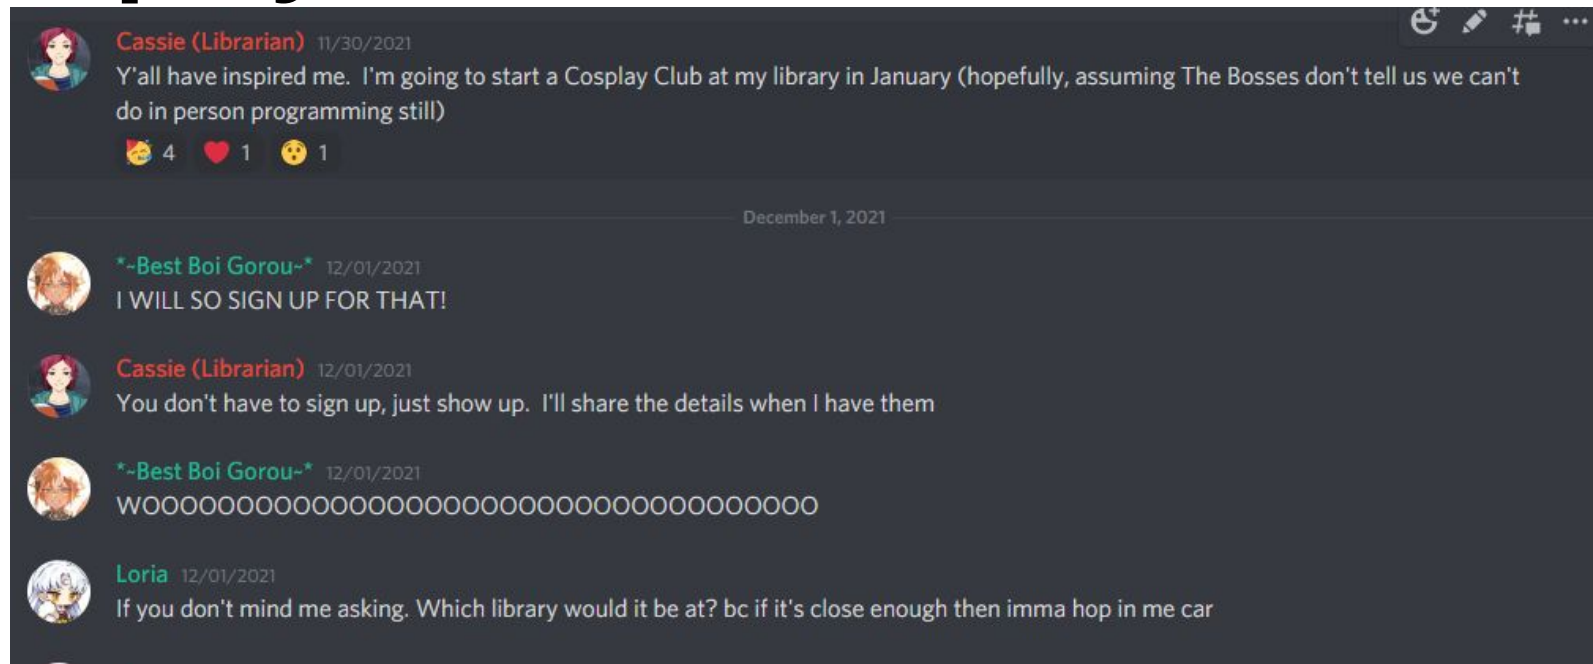 Cassie (Librarian) 11/30/2021
Y'all have inspired me. I'm going to start a Cosplay Club at my library in January (hopefully, assuming The Bosses don't tell us we can't
do in person programming still)
4 1 1
December 1, 2021
*~Best Boi Gorou~* 12/01/2021
I WILL SO SIGN UP FOR THAT!
Cassie (Librarian) 12/01/2021
You don't have to sign up, just show up. I'll share the details when I have them
*~Best Boi Gorou~* 12/01/2021
WOOOOOOOOOOOOOOOOOOOOOOOOOOOOOOOOOOOO
Loria 12/01/2021
If you don't mind me asking. Which library would it be at? bc if it's close enough then imma hop in me car